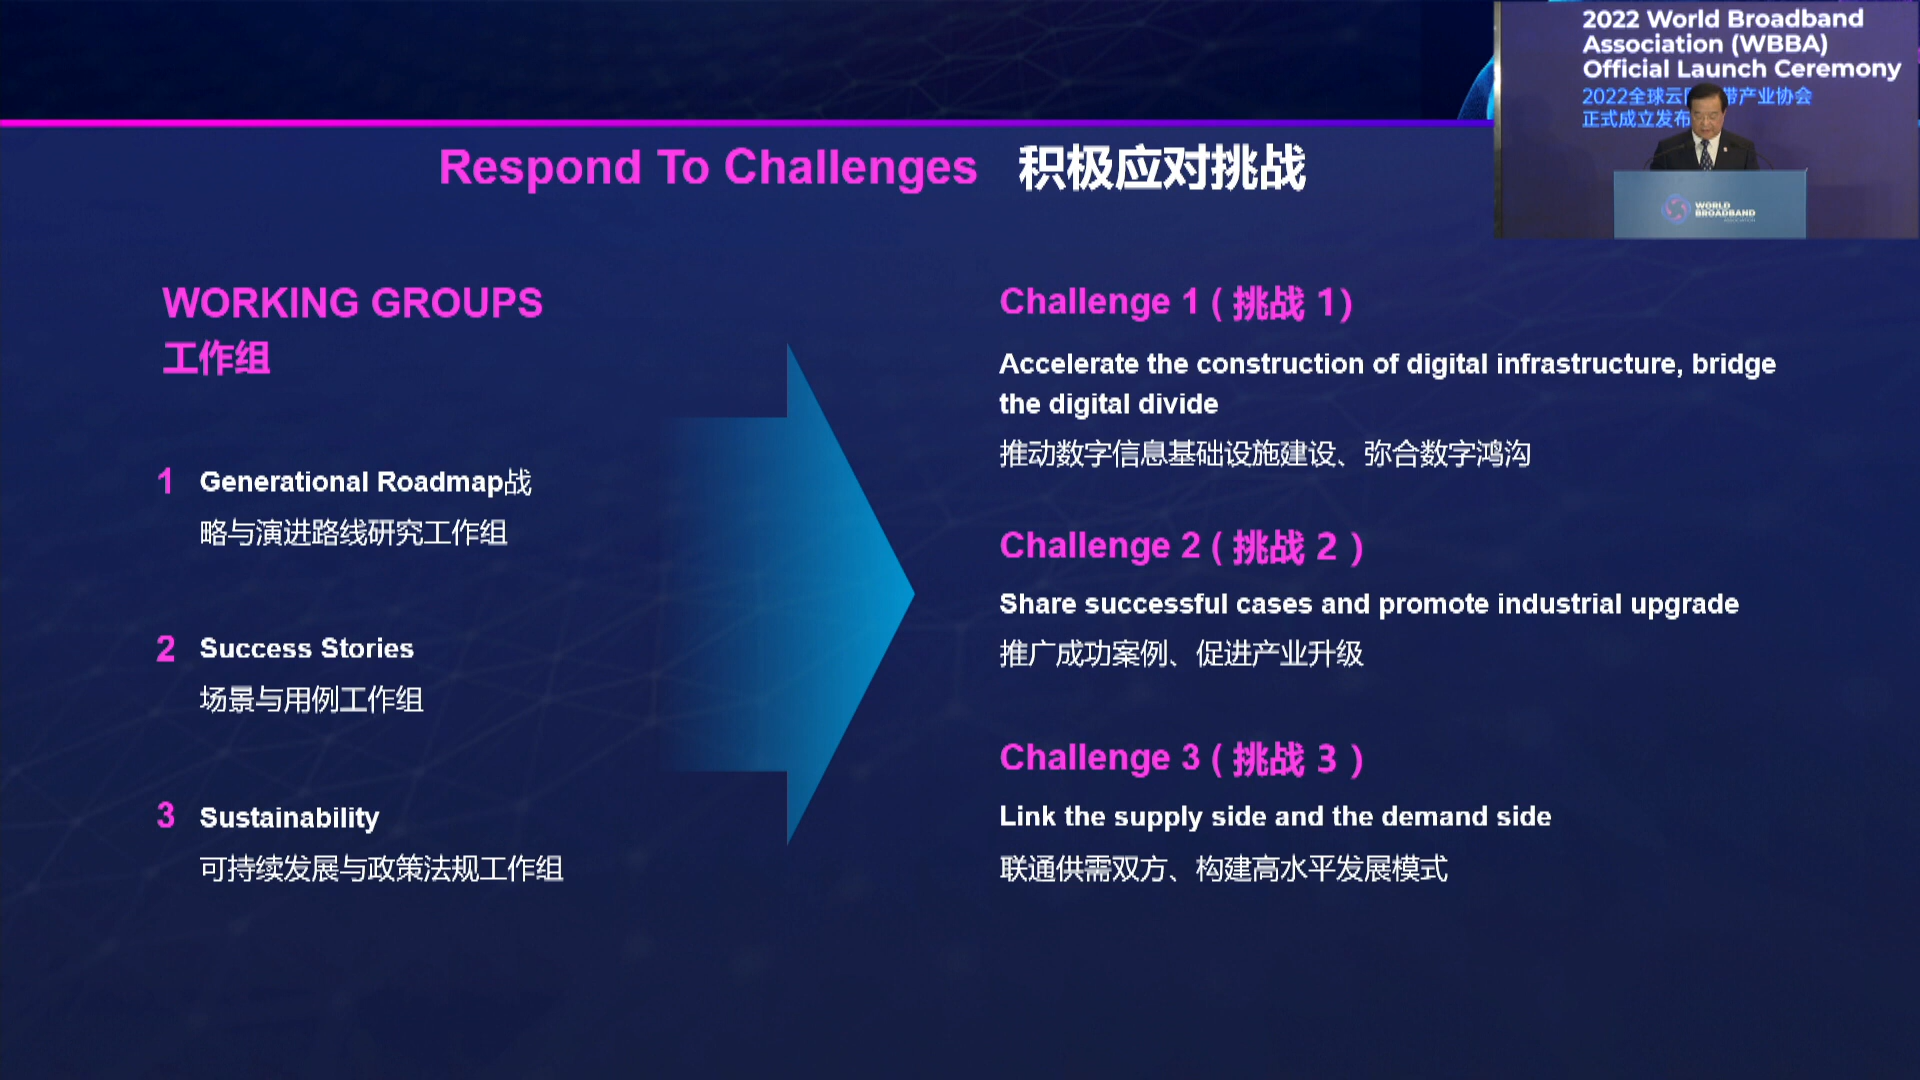 2022 World Broadband
Association (WBBA)
Official Launch Ceremony
2022全球云 带产业协会
正式成立发布
WORLD
BROADBAND
Respond To Challenges 积极应对挑战
WORKING GROUPS
工作组
1 Generational Roadmap战
略与演进路线研究工作组
2 Success Stories
场景与用例工作组
3 Sustainability
可持续发展与政策法规工作组
Challenge 1 ( 挑战 1 )
Accelerate the construction of digital infrastructure, bridge
the digital divide
推动数字信息基础设施建设、弥合数字鸿沟
Challenge 2 ( 挑战 2 )
Share successful cases and promote industrial upgrade
推广成功案例、促进产业升级
Challenge 3 ( 挑战 3 )
Link the supply side and the demand side
联通供需双方、构建高水平发展模式